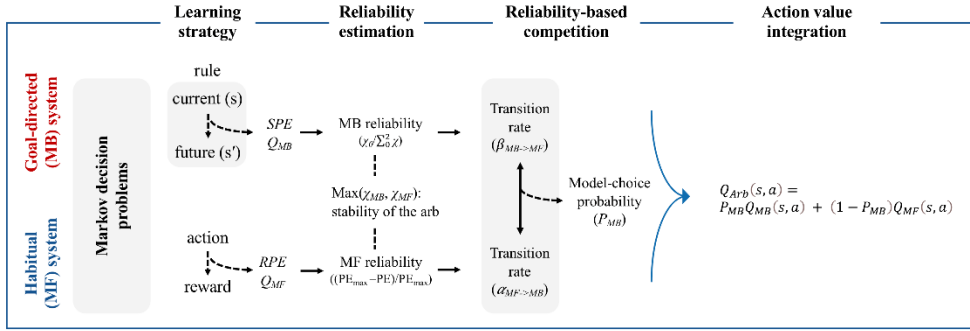 Learning
strategy
Reliability
estimation
Reliability-based
competition
Action value
integration
Goal-directed
(MB) system
Habitual
(MF) system
Markov decision
problems
rule
current (s)
future (s')
SPE
Q_MB
MB reliability
(χ₀/Σ₀²χ)
Max(χ_MB, χ_MF):
stability of the arb
action
reward
RPE
Q_MF
MF reliability
((PE_max−PE)/PE_max)
Transition
rate
(β_MB->MF)
Model-choice
probability
(P_MB)
Transition
rate
(α_MF->MB)
Q_Arb(s, a) =
P_MB Q_MB(s, a) + (1 − P_MB)Q_MF(s, a)